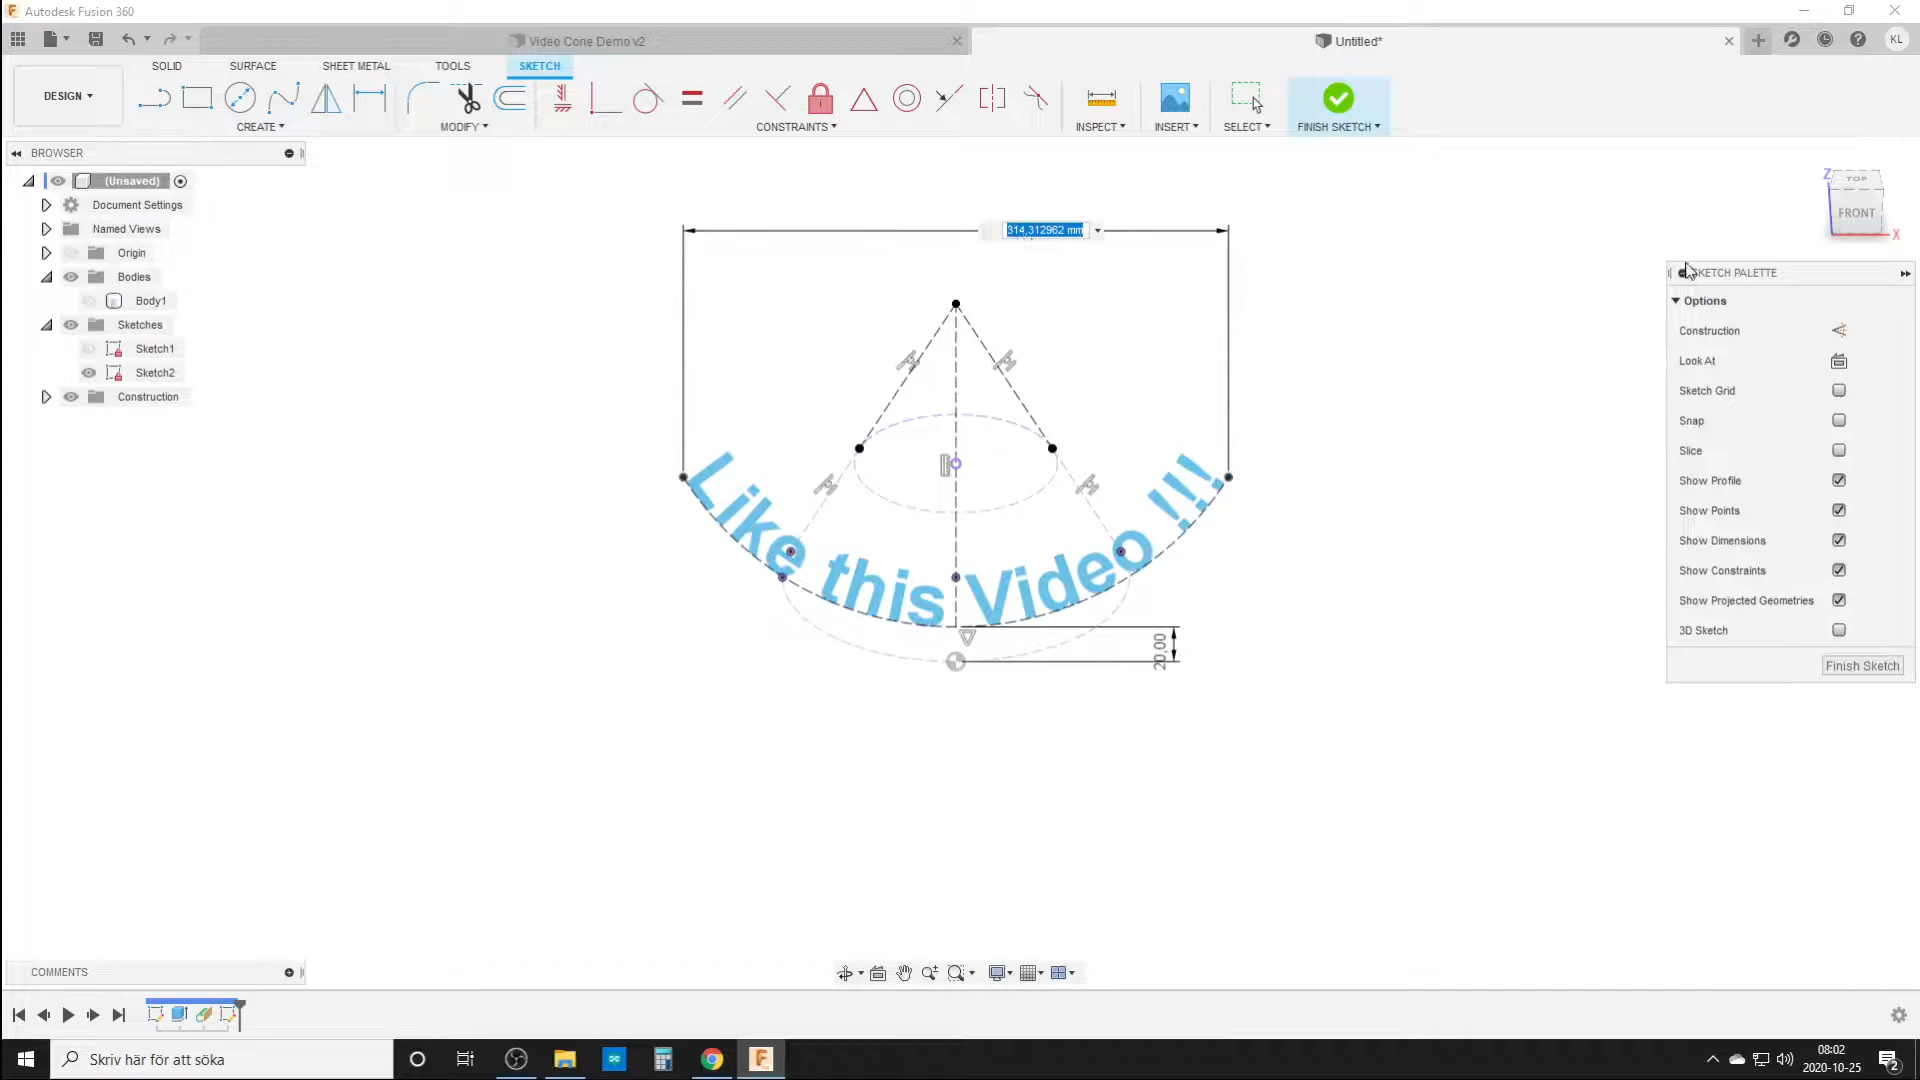 Autodesk Fusion 360
Video Cone Demo v2
Untitled*
KL
SOLID SURFACE SHEET METAL TOOLS SKETCH
DESIGN
CREATE MODIFY CONSTRAINTS INSPECT INSERT SELECT FINISH SKETCH
BROWSER
(Unsaved)
Document Settings
Named Views
Origin
Bodies
Body1
Sketches
Sketch1
Sketch2
Construction
314,312962 mm
Like this Video !!!
20,00
Z
TOP
FRONT
X
SKETCH PALETTE
Options
Construction
Look At
Sketch Grid
Snap
Slice
Show Profile
Show Points
Show Dimensions
Show Constraints
Show Projected Geometries
3D Sketch
Finish Sketch
COMMENTS
Skriv här för att söka
08:02
2020-10-25
2